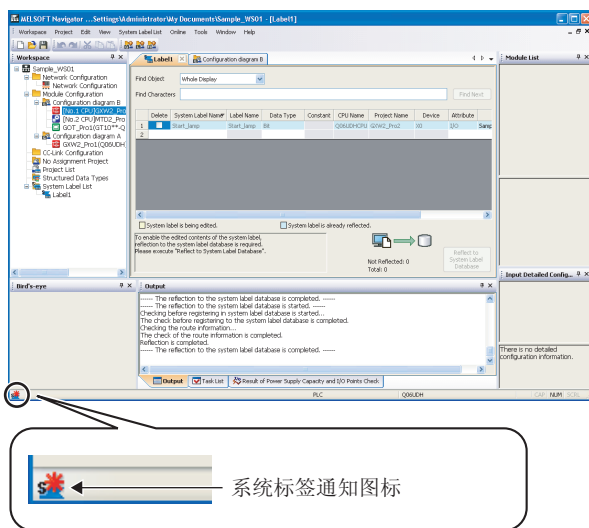 MELSOFT Navigator ...Settings\Administrator\My Documents\Sample_WS01 - [Label1]
Workspace Project Edit View System Label List Online Tools Window Help
Workspace
Sample_WS01
Network Configuration
Network Configuration
Module Configuration
Configuration diagram B
[No.1 CPU]GXW2_Pro
[No.2 CPU]MTD2_Pro
GOT_Pro1(GT10**-Q
Configuration diagram A
GXW2_Pro1(Q06UDH
CC-Link Configuration
No Assignment Project
Project List
Structured Data Types
System Label List
Label1
Label1 Configuration diagram B
Find Object Whole Display
Find Characters Find Next
Delete System Label Name Label Name Data Type Constant CPU Name Project Name Device Attribute
1 Start_lamp Start_lamp Bit Q06UDHCPU GXW2_Pro2 X0 I/O Samp
2
System label is being edited. System label is already reflected.
To enable the edited contents of the system label,
reflection to the system label database is required.
Please execute "Reflect to System Label Database".
Not Reflected: 0
Total: 0
Reflect to
System Label
Database
Module List
Input Detailed Config...
There is no detailed
configuration information.
Bird's-eye
Output
------ The reflection to the system label database is completed. ------
------ The reflection to the system label database is started. ------
Checking before registering in system label database is started...
The check before registering to the system label database is completed.
Checking the route information...
The check of the route information is completed.
Reflection is completed.
------ The reflection to the system label database is completed. ------
Output Task List Result of Power Supply Capacity and I/O Points Check
PLC Q06UDH CAP NUM SCRL
系统标签通知图标